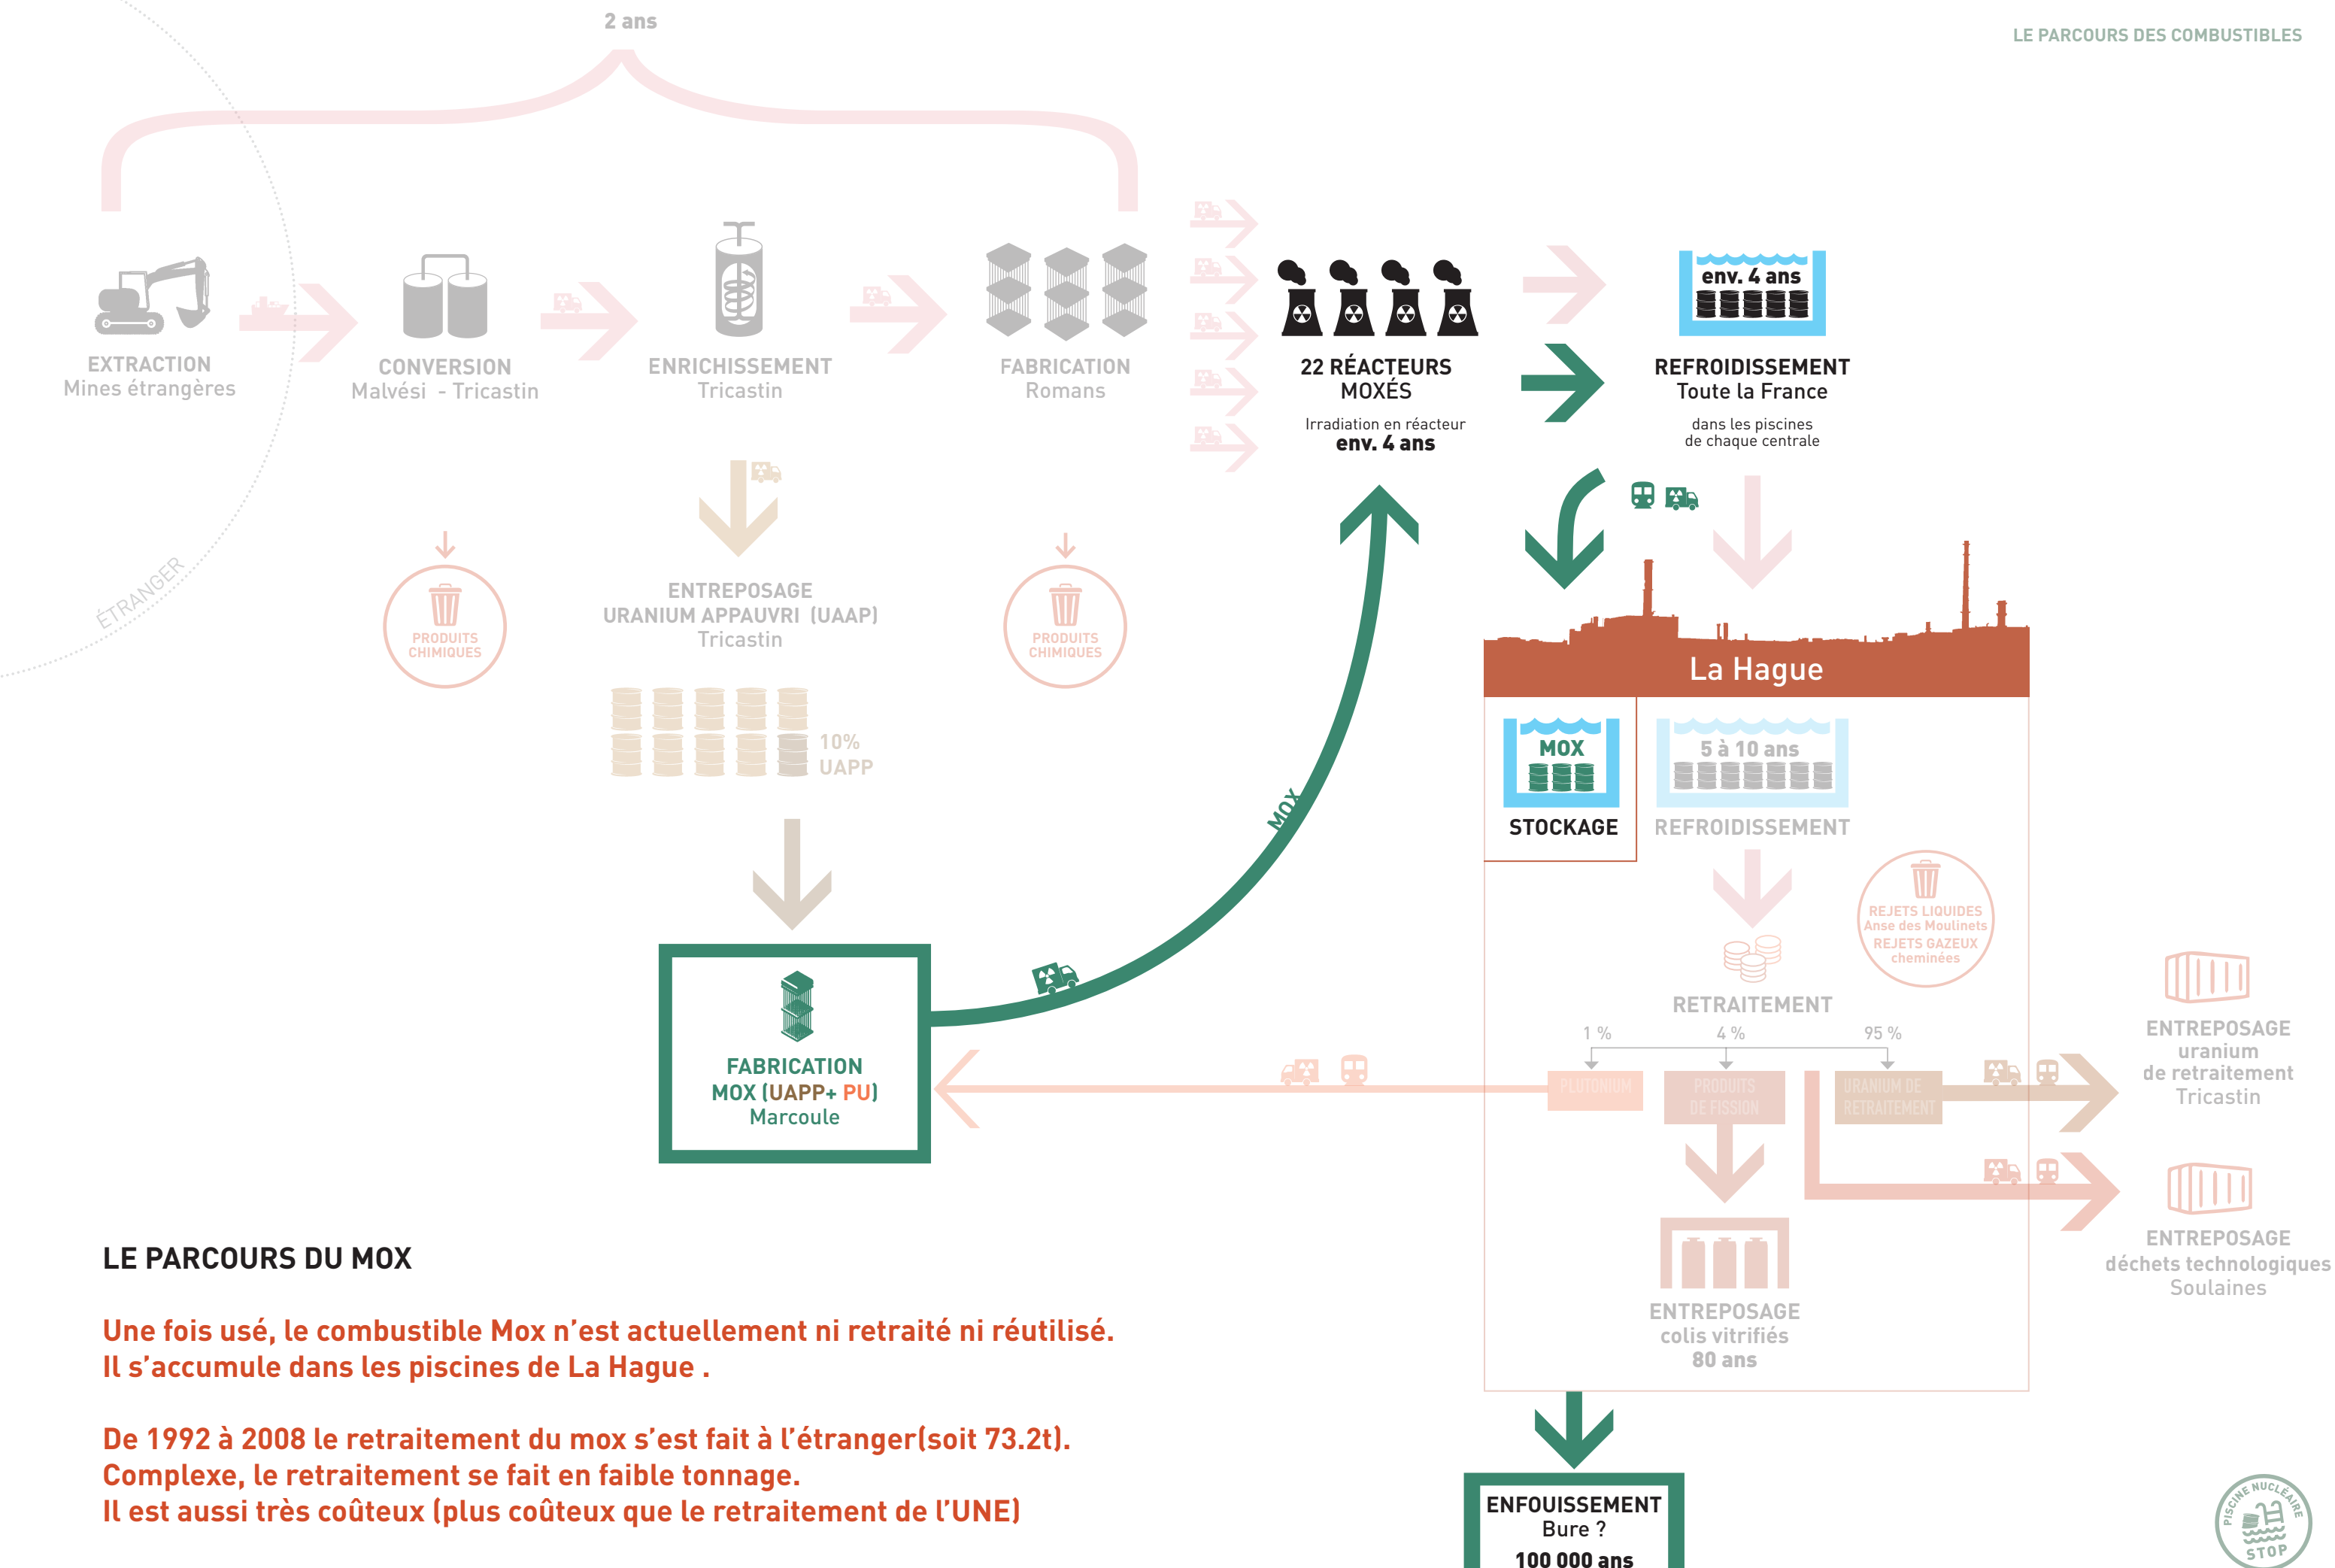 2 ans
LE PARCOURS DES COMBUSTIBLES
EXTRACTION
Mines étrangères
CONVERSION
Malvési - Tricastin
ENRICHISSEMENT
Tricastin
FABRICATION
Romans
22 RÉACTEURS
MOXÉS
Irradiation en réacteur
env. 4 ans
env. 4 ans
REFROIDISSEMENT
Toute la France
dans les piscines
de chaque centrale
ÉTRANGER
PRODUITS
CHIMIQUES
ENTREPOSAGE
URANIUM APPAUVRI (UAAP)
Tricastin
10%
UAPP
PRODUITS
CHIMIQUES
MOX
La Hague
MOX
STOCKAGE
5 à 10 ans
REFROIDISSEMENT
REJETS LIQUIDES
Anse des Moulinets
REJETS GAZEUX
cheminées
RETRAITEMENT
1 %
4 %
95 %
PLUTONIUM
PRODUITS
DE FISSION
URANIUM DE
RETRAITEMENT
ENTREPOSAGE
uranium
de retraitement
Tricastin
FABRICATION
MOX (UAPP+ PU)
Marcoule
ENTREPOSAGE
déchets technologiques
Soulaines
ENTREPOSAGE
colis vitrifiés
80 ans
LE PARCOURS DU MOX
Une fois usé, le combustible Mox n’est actuellement ni retraité ni réutilisé.
Il s’accumule dans les piscines de La Hague .
De 1992 à 2008 le retraitement du mox s’est fait à l’étranger(soit 73.2t).
Complexe, le retraitement se fait en faible tonnage.
Il est aussi très coûteux (plus coûteux que le retraitement de l’UNE)
ENFOUISSEMENT
Bure ?
100 000 ans
PISCINE NUCLÉAIRE
STOP